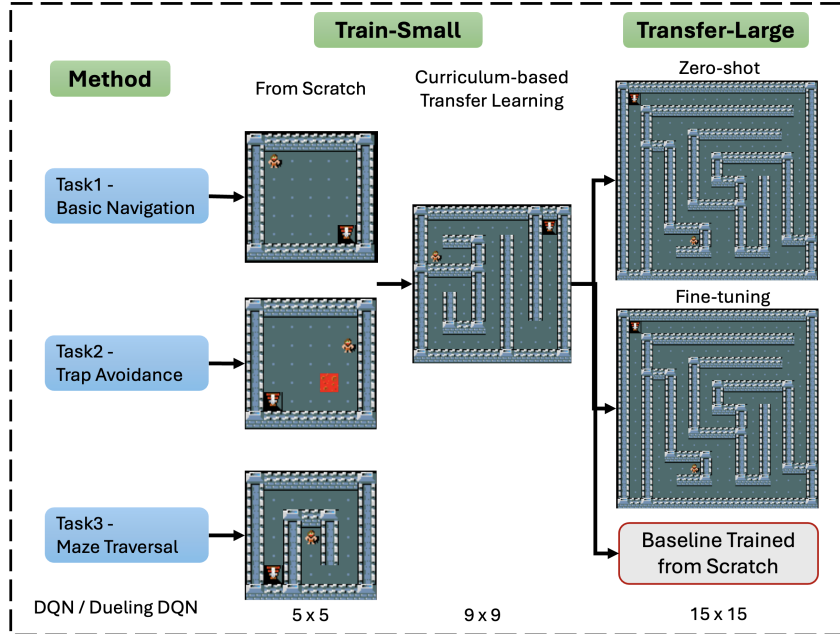 Train-Small
Transfer-Large
Method
From Scratch
Curriculum-based
Transfer Learning
Zero-shot
Task1 -
Basic Navigation
Fine-tuning
Task2 -
Trap Avoidance
Task3 -
Maze Traversal
Baseline Trained
from Scratch
DQN / Dueling DQN
5 x 5
9 x 9
15 x 15